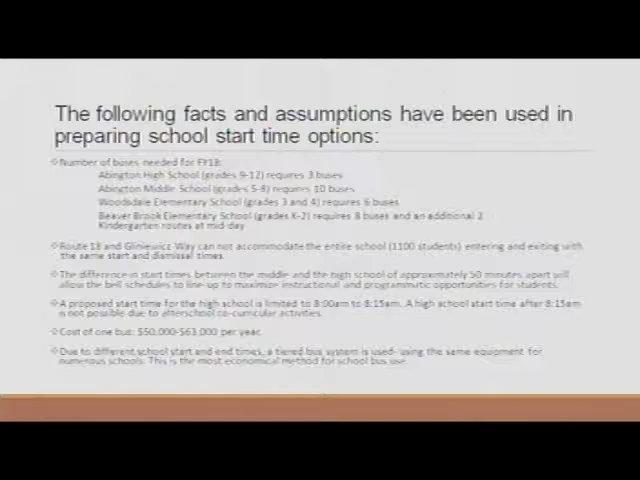 The following facts and assumptions have been used in
preparing school start time options:
Number of buses needed for FY18:
Abington High School (grades 9-12) requires 3 buses
Abington Middle School (grades 5-8) requires 10 buses
Woodsdale Elementary School (grades 3 and 4) requires 6 buses
Beaver Brook Elementary School (grades K-2) requires 8 buses and an additional 2
Kindergarten routes at mid-day
Route 18 and Gliniewicz Way can not accommodate the entire school (1100 students) entering and exiting with
the same start and dismissal times.
The difference in start times between the middle and the high school of approximately 50 minutes apart will
allow the bell schedules to line-up to maximize instructional and programmatic opportunities for students.
A proposed start time for the high school is limited to 8:00am to 8:15am. A high school start time after 8:15am
is not possible due to afterschool co-curricular activities.
Cost of one bus: $50,000-$63,000 per year.
Due to different school start and end times, a tiered bus system is used- using the same equipment for
numerous schools. This is the most economical method for school bus use.